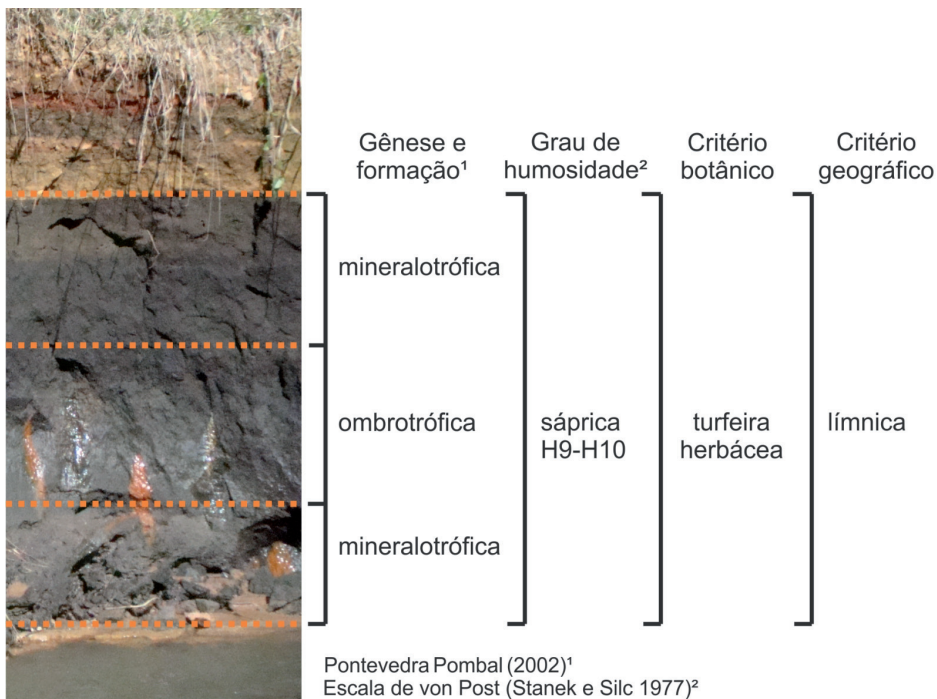 Gênese e
formação¹
Grau de
humosidade²
Critério
botânico
Critério
geográfico
mineralotrófica
ombrotrófica
sáprica
H9-H10
turfeira
herbácea
límnica
mineralotrófica
Pontevedra Pombal (2002)¹
Escala de von Post (Stanek e Silc 1977)²